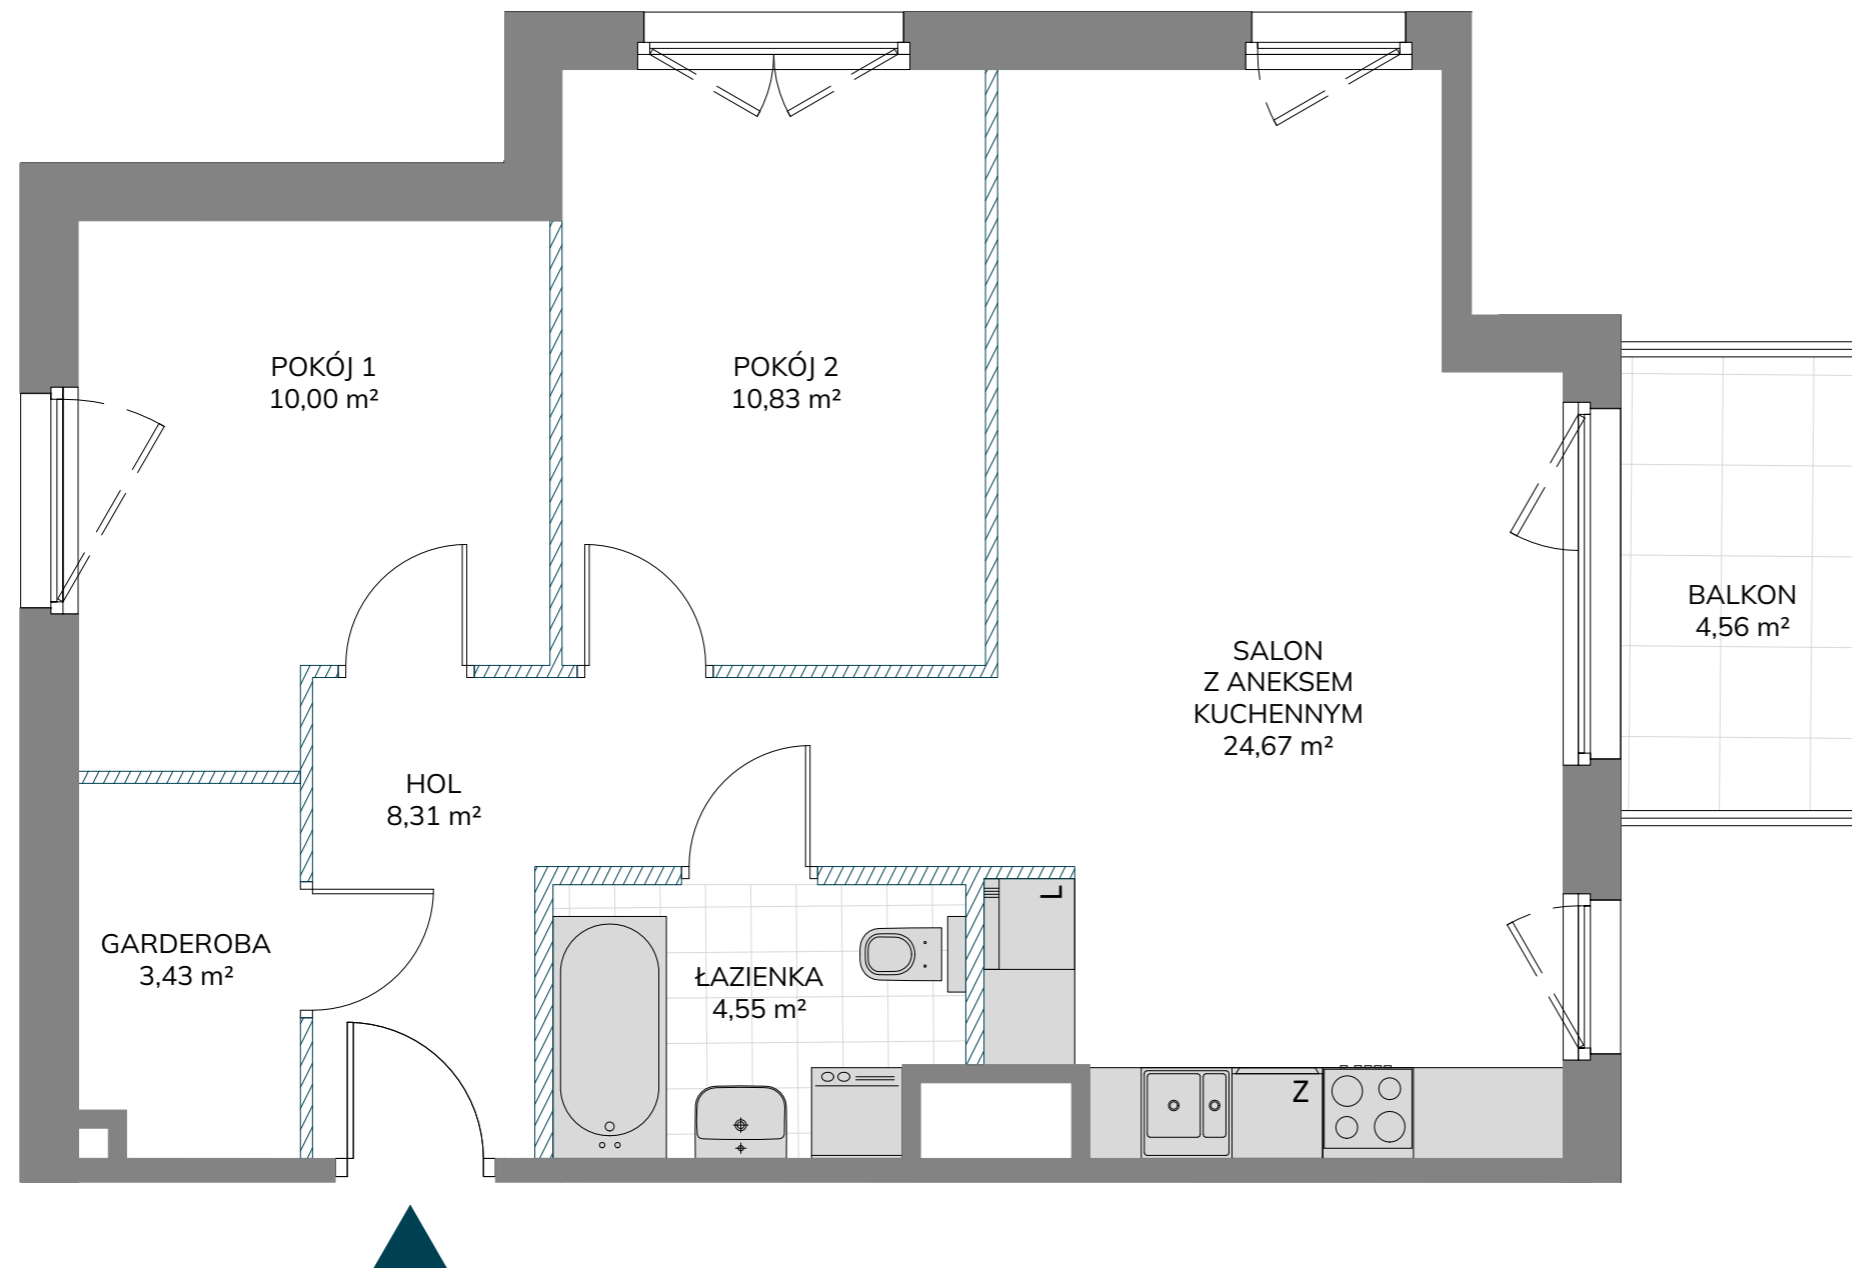 POKÓJ 1
10,00 m²
POKÓJ 2
10,83 m²
BALKON
4,56 m²
SALON
Z ANEKSEM
KUCHENNYM
24,67 m²
HOL
8,31 m²
GARDEROBA
3,43 m²
ŁAZIENKA
4,55 m²
L
Z